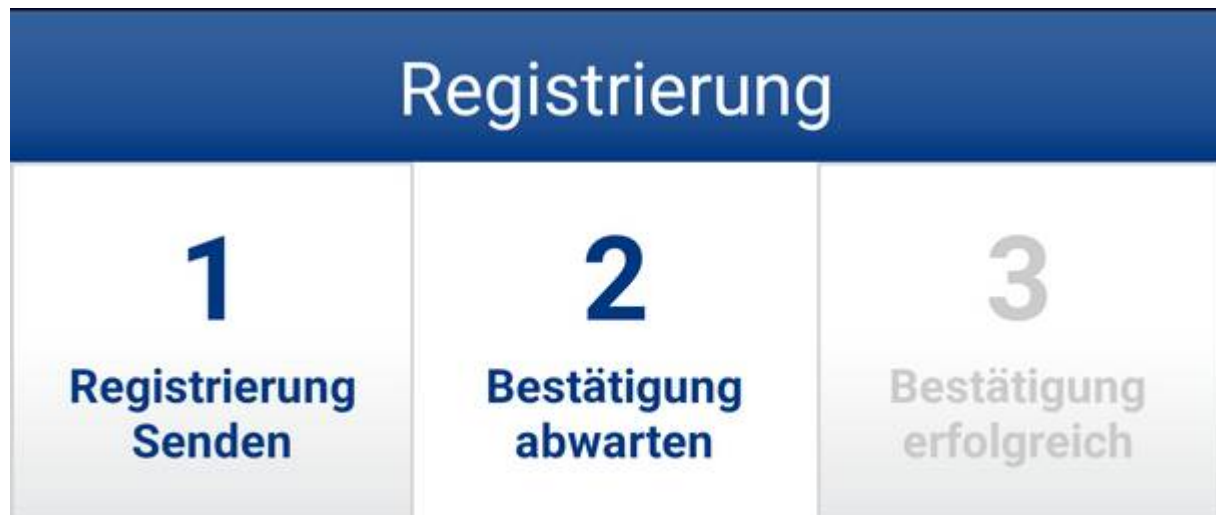 Registrierung
1
Registrierung
Senden
2
Bestätigung
abwarten
3
Bestätigung
erfolgreich